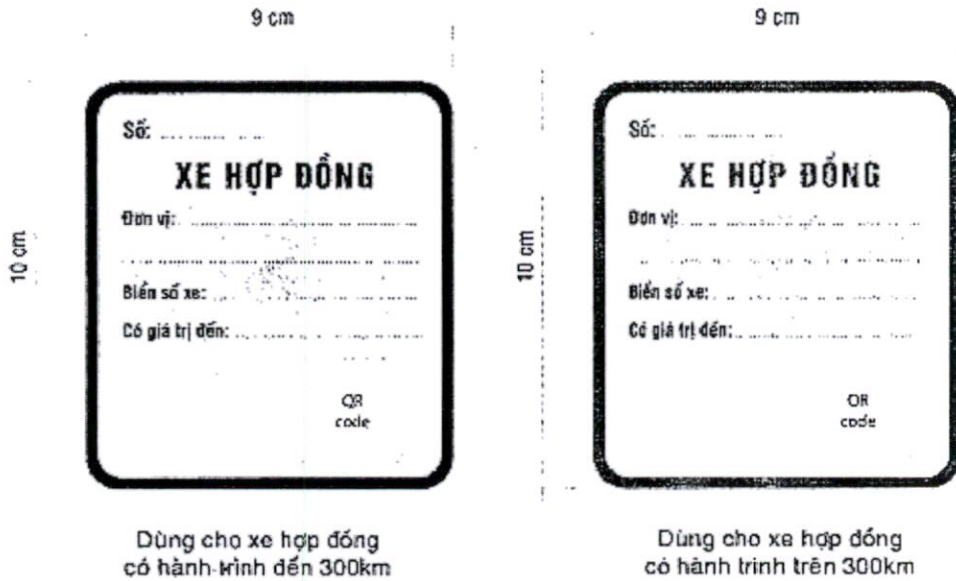 9 cm
10 cm
Số:
XE HỢP ĐỒNG
Đơn vị:
Biển số xe:
Có giá trị đến:
QR
code
Dùng cho xe hợp đồng
có hành trình đến 300km
9 cm
10 cm
Số:
XE HỢP ĐỒNG
Đơn vị:
Biển số xe:
Có giá trị đến:
QR
code
Dùng cho xe hợp đồng
có hành trình trên 300km